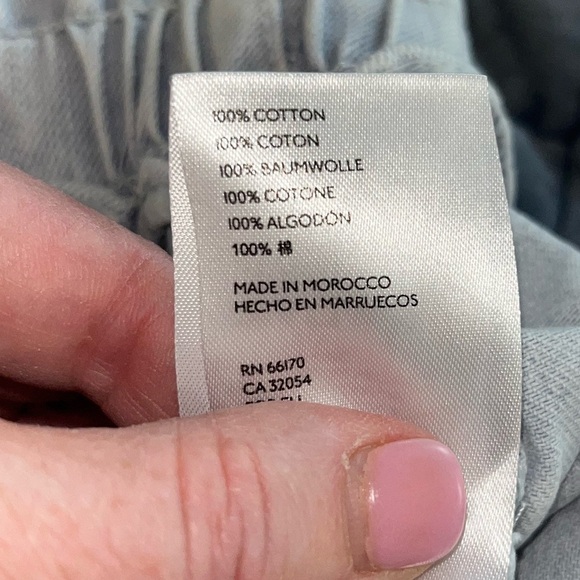 100% COTTON
100% COTON
100% BAUMWOLLE
100% COTONE
100% ALGODÓN
100% 棉
MADE IN MOROCCO
HECHO EN MARRUECOS
RN 66170
CA 32054